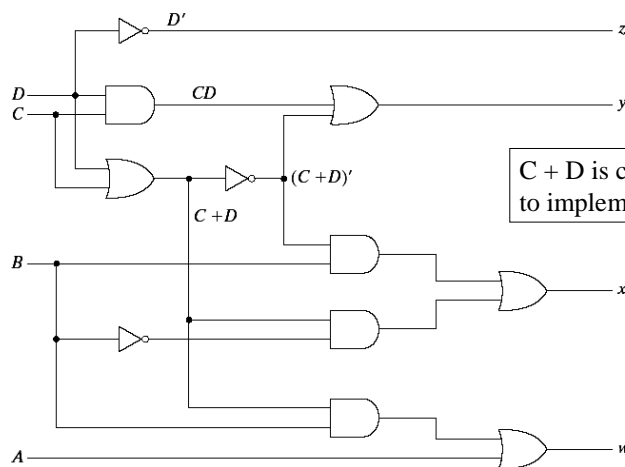 D′
z
D
C
CD
y
(C + D)′
C + D is c
to implem
C + D
B
x
A
w